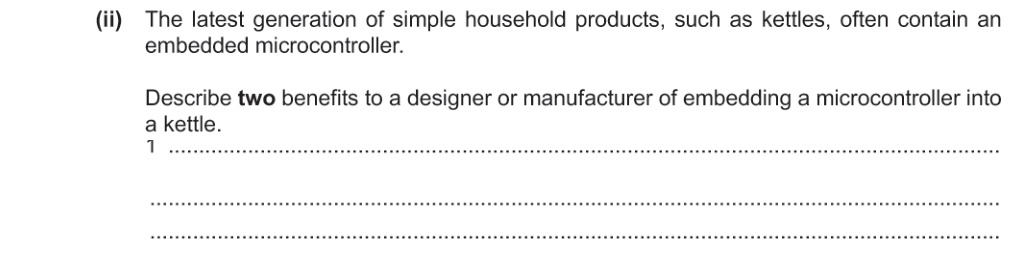 (ii) The latest generation of simple household products, such as kettles, often contain an
embedded microcontroller.
Describe two benefits to a designer or manufacturer of embedding a microcontroller into
a kettle.
1 ..........................................................................................................................................
..........................................................................................................................................
..........................................................................................................................................